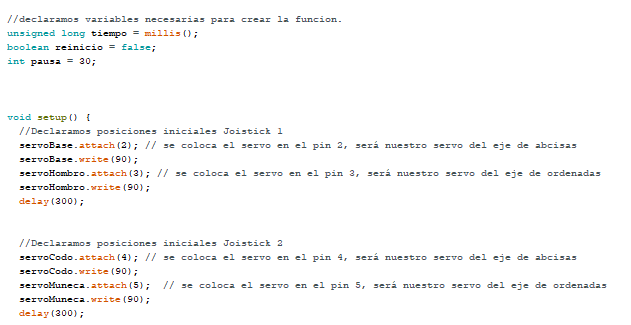 //declaramos variables necesarias para crear la funcion.
unsigned long tiempo = millis();
boolean reinicio = false;
int pausa = 30;
void setup() {
//Declaramos posiciones iniciales Joistick 1
servoBase.attach(2); // se coloca el servo en el pin 2, será nuestro servo del eje de abcisas
servoBase.write(90);
servoHombro.attach(3); // se coloca el servo en el pin 3, será nuestro servo del eje de ordenadas
servoHombro.write(90);
delay(300);
//Declaramos posiciones iniciales Joistick 2
servoCodo.attach(4); // se coloca el servo en el pin 4, será nuestro servo del eje de abcisas
servoCodo.write(90);
servoMuneca.attach(5);  // se coloca el servo en el pin 5, será nuestro servo del eje de ordenadas
servoMuneca.write(90);
delay(300);